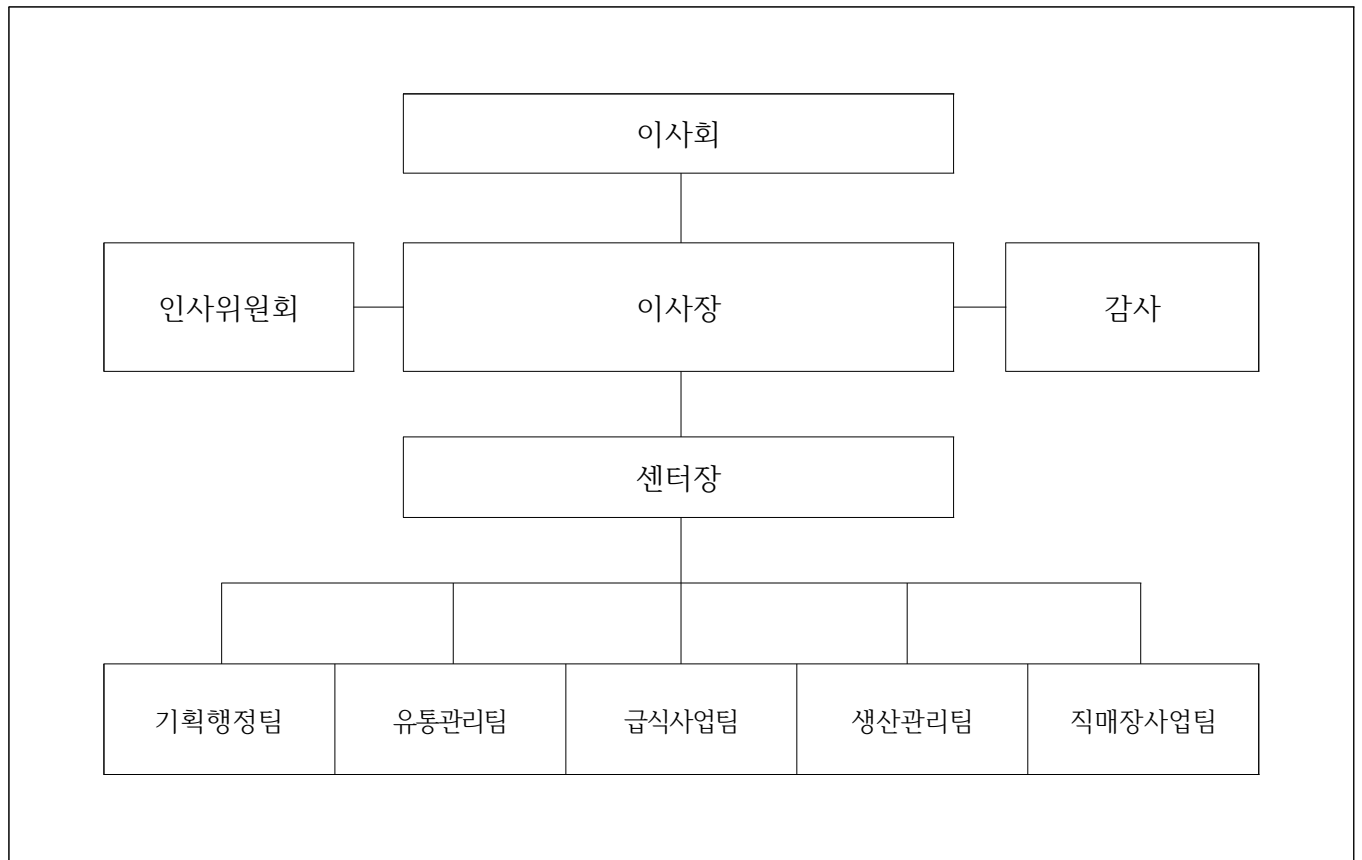 이사회
인사위원회
이사장
감사
센터장
기획행정팀
유통관리팀
급식사업팀
생산관리팀
직매장사업팀